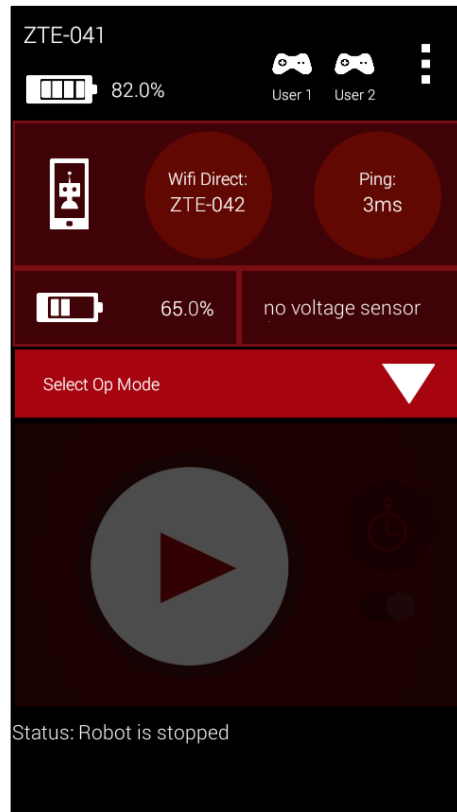 ZTE-041
82.0%
User 1 User 2
Wifi Direct:
ZTE-042
Ping:
3ms
65.0%
no voltage sensor
Select Op Mode
Status: Robot is stopped